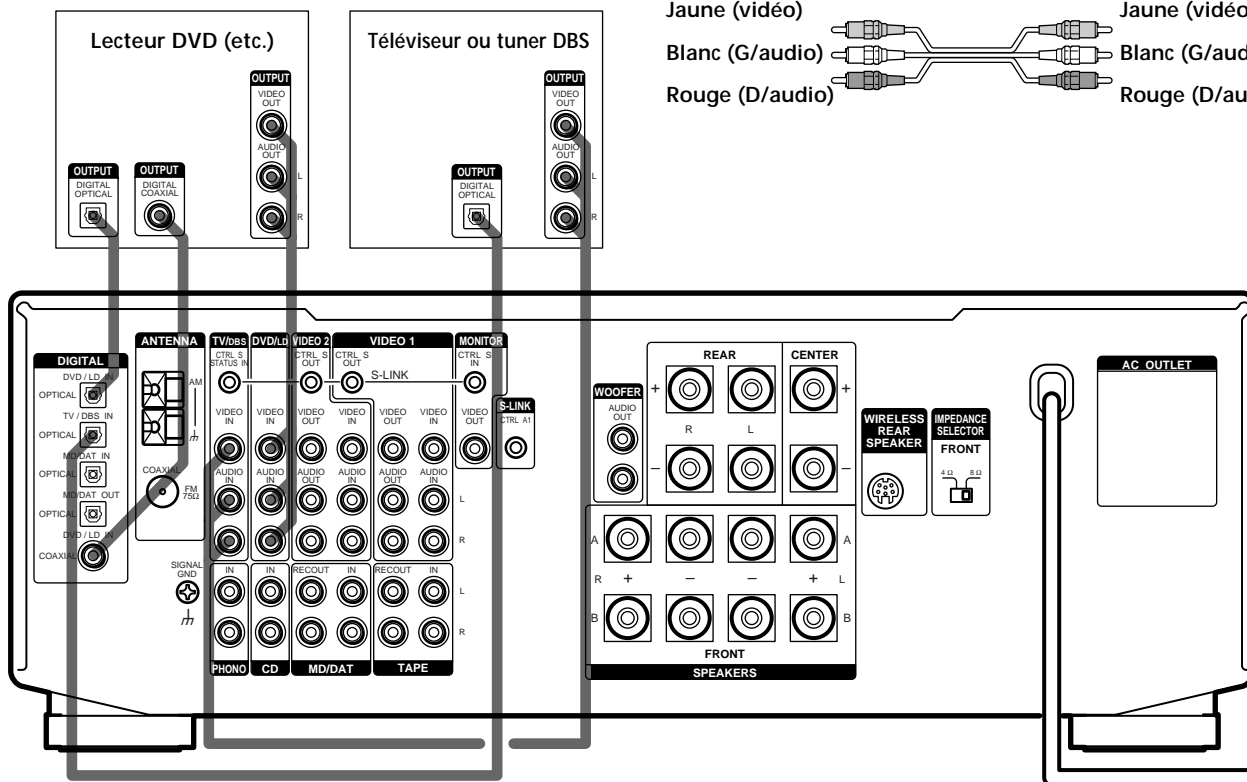 Jaune (vidéo)
Jaune (vidéo
Blanc (G/audio)
Blanc (G/aud
Rouge (D/audio)
Rouge (D/au
Lecteur DVD (etc.)
OUTPUT
VIDEO
OUT
AUDIO
OUT
L
R
OUTPUT
DIGITAL
OPTICAL
OUTPUT
DIGITAL
COAXIAL
Téléviseur ou tuner DBS
OUTPUT
VIDEO
OUT
AUDIO
OUT
L
R
OUTPUT
DIGITAL
OPTICAL
DIGITAL
DVD / LD IN
OPTICAL
TV / DBS IN
OPTICAL
MD/DAT IN
OPTICAL
MD/DAT OUT
OPTICAL
DVD / LD IN
COAXIAL
ANTENNA
AM
COAXIAL
FM
75Ω
SIGNAL
GND
TV/DBS DVD/LD VIDEO 2 VIDEO 1 MONITOR
CTRL S STATUS IN
CTRL S OUT
CTRL S OUT
CTRL S IN
S-LINK
VIDEO IN
VIDEO IN
VIDEO OUT
VIDEO IN
VIDEO OUT
VIDEO IN
VIDEO OUT
S-LINK
CTRL A1
AUDIO IN
AUDIO IN
AUDIO OUT
AUDIO IN
AUDIO OUT
AUDIO IN
L
R
IN IN RECOUT IN RECOUT IN
L
R
PHONO CD MD/DAT TAPE
WOOFER
AUDIO
OUT
REAR CENTER
+ +
R L
– –
A A
R + – – + L
B B
FRONT
SPEAKERS
WIRELESS
REAR
SPEAKER
IMPEDANCE
SELECTOR
FRONT
4 Ω 8 Ω
AC OUTLET